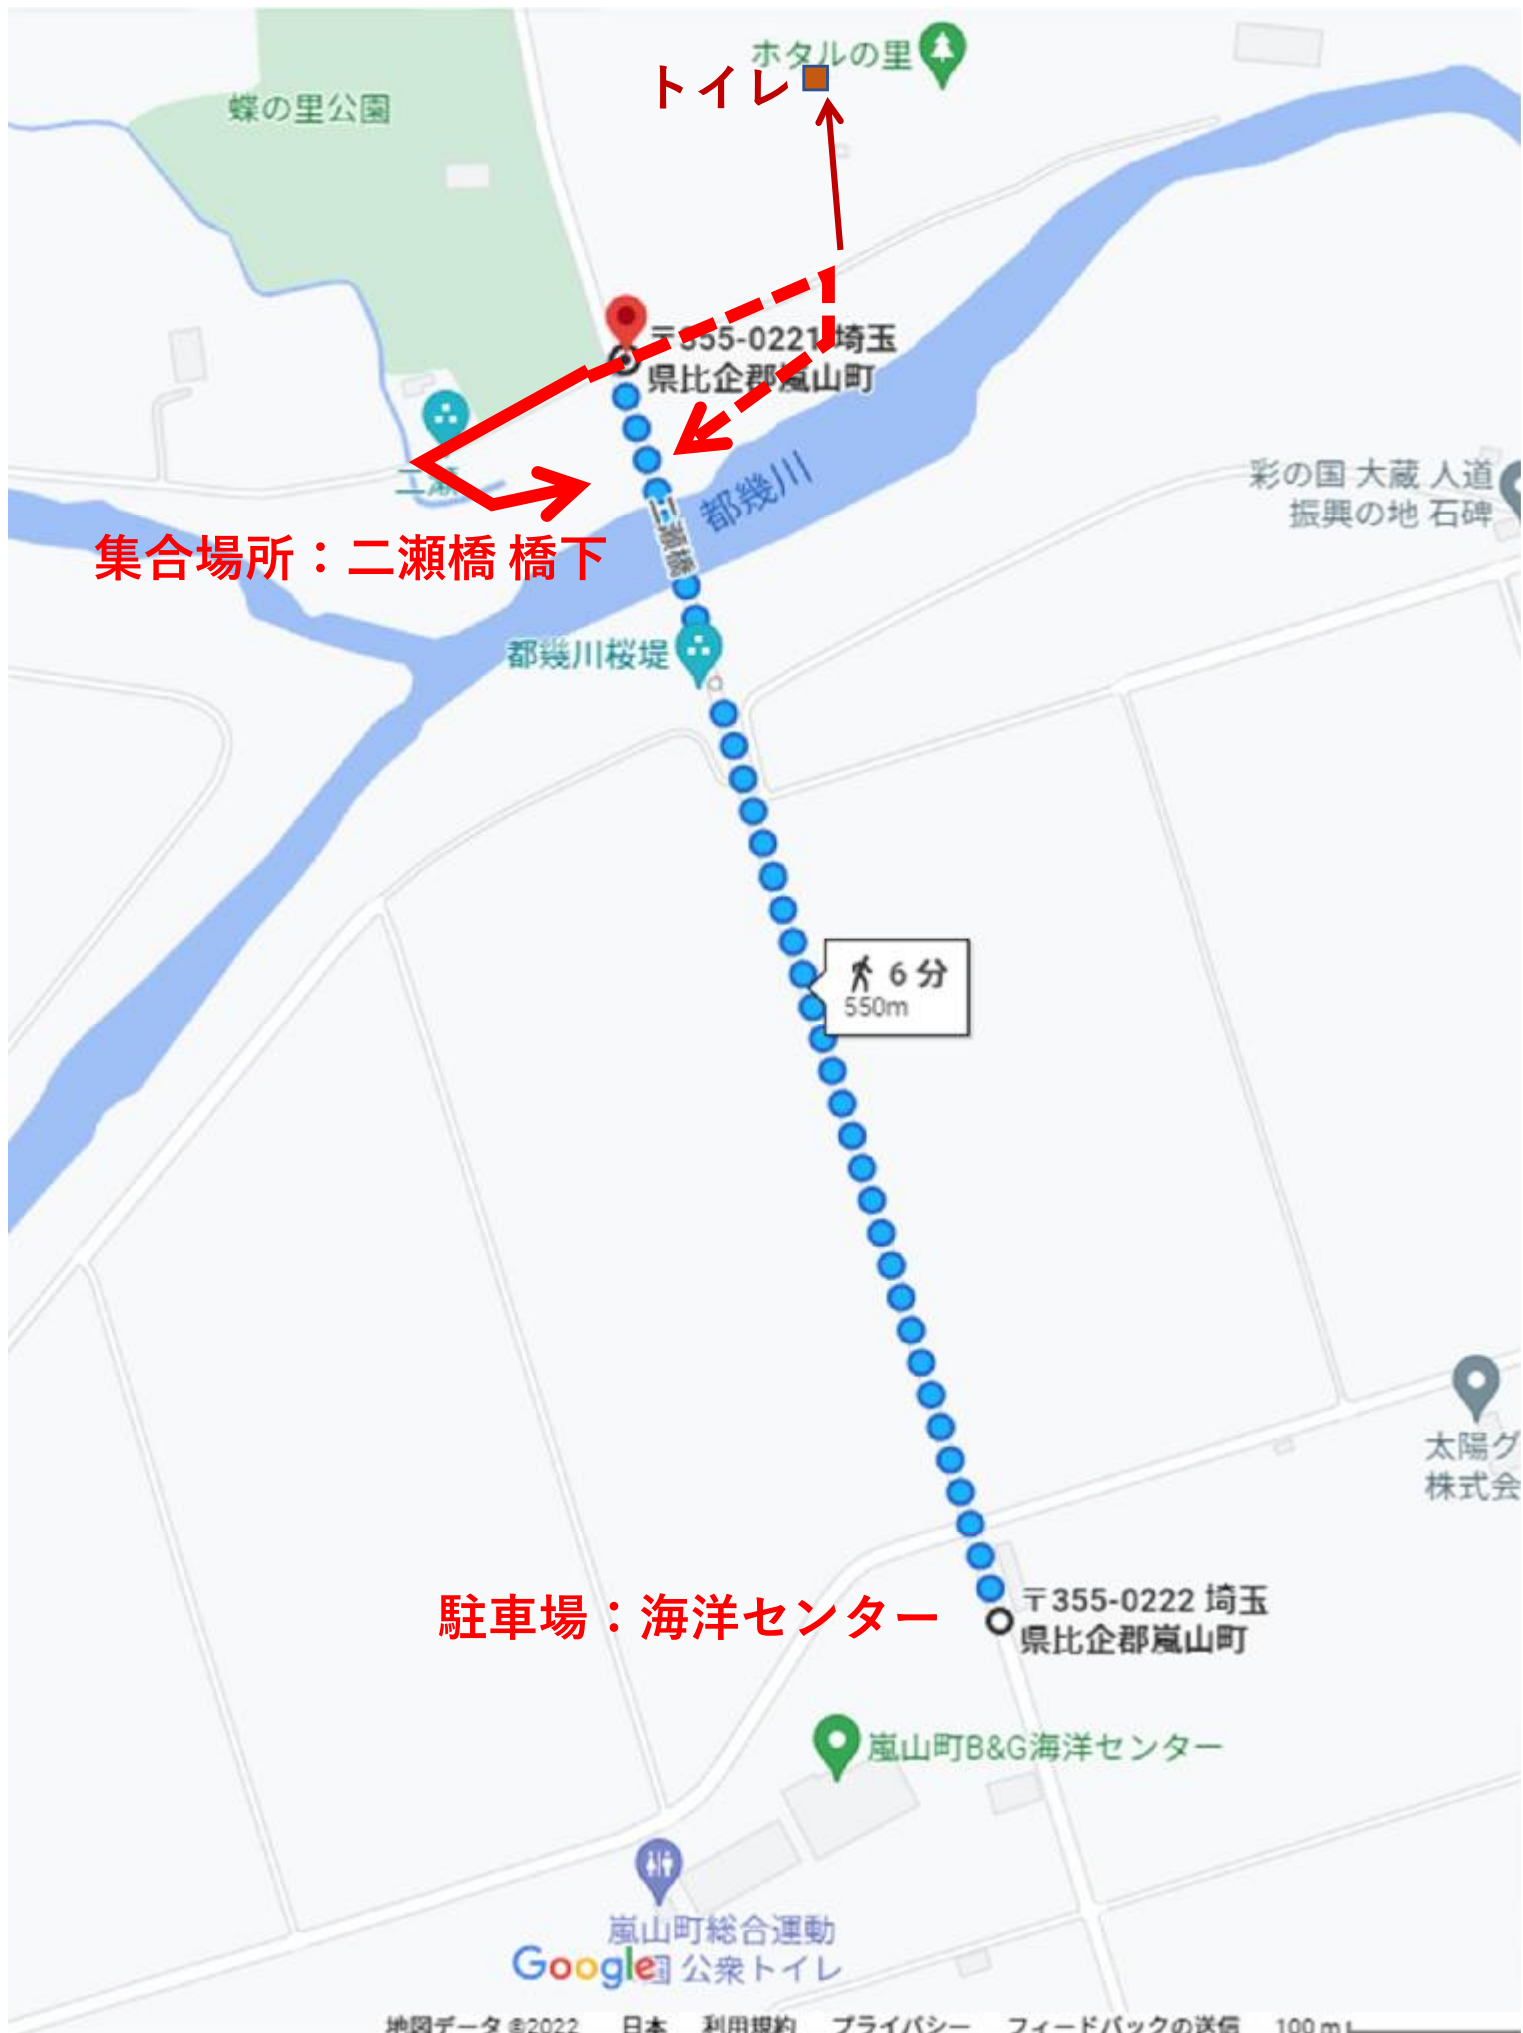 ホタルの里
トイレ
蝶の里公園
〒355-0221 埼玉
県比企郡嵐山町
二瀬
都幾川
二瀬橋
彩の国 大蔵 人道
振興の地 石碑
集合場所：二瀬橋 橋下
都幾川桜堤
6 分
550m
太陽グ
株式会
〒355-0222 埼玉
県比企郡嵐山町
駐車場：海洋センター
嵐山町B&G海洋センター
嵐山町総合運動
公衆トイレ
Google
地図データ ©2022 日本 利用規約 プライバシー フィードバックの送信 100 m